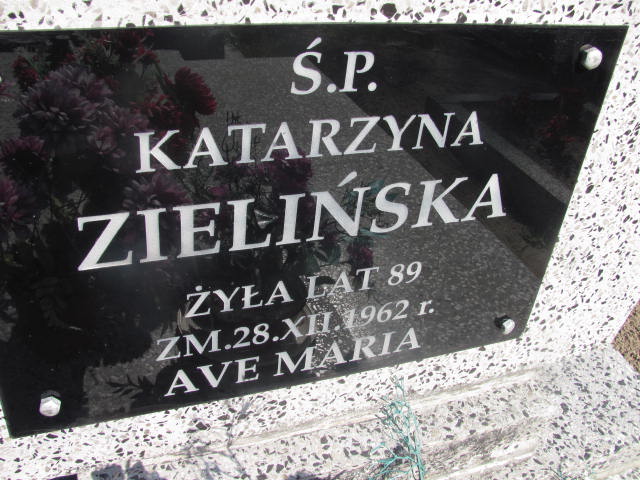 Ś.P.
KATARZYNA
ZIELIŃSKA
ŻYŁA LAT 89
ZM.28.XII.1962 r.
AVE MARIA